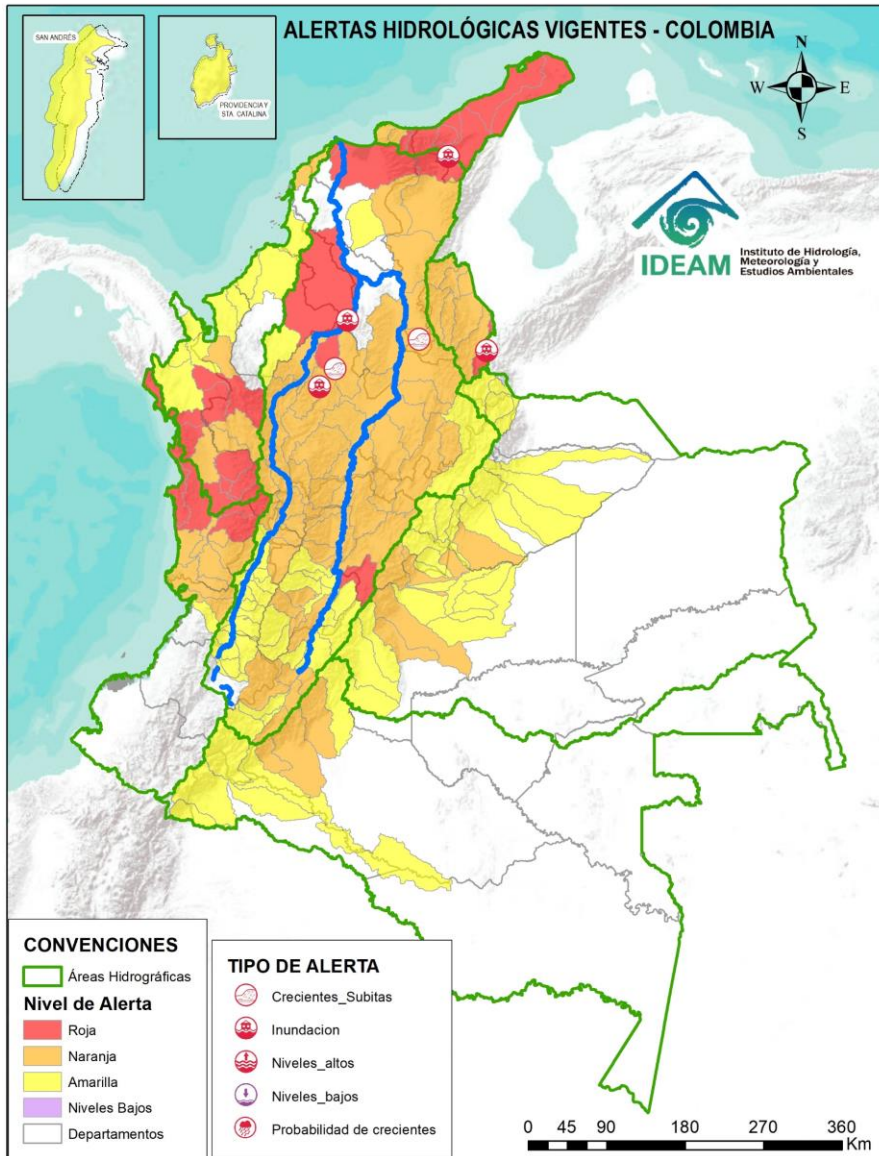 ALERTAS HIDROLÓGICAS VIGENTES - COLOMBIA
SAN ANDRÉS
PROVIDENCIA Y
STA. CATALINA
N
W
E
S
IDEAM
Instituto de Hidrología,
Meteorología y
Estudios Ambientales
CONVENCIONES
Áreas Hidrográficas
Nivel de Alerta
Roja
Naranja
Amarilla
Niveles Bajos
Departamentos
TIPO DE ALERTA
Crecientes_Subitas
Inundacion
Niveles_altos
Niveles_bajos
Probabilidad de crecientes
0 45 90 180 270 360
Km